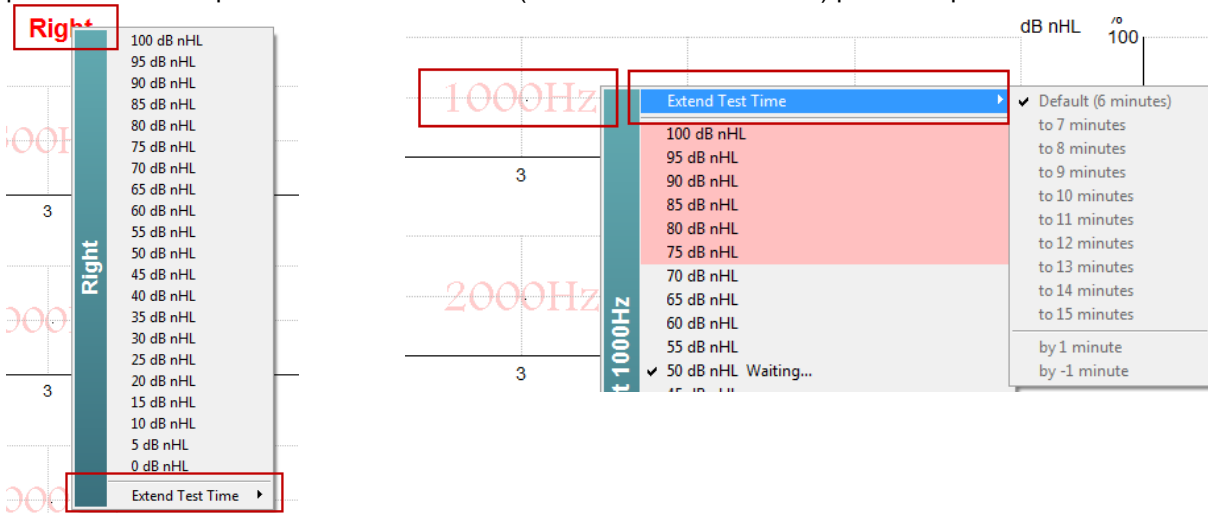 Right
100 dB nHL
95 dB nHL
90 dB nHL
85 dB nHL
80 dB nHL
75 dB nHL
70 dB nHL
65 dB nHL
60 dB nHL
55 dB nHL
50 dB nHL
45 dB nHL
40 dB nHL
35 dB nHL
30 dB nHL
25 dB nHL
20 dB nHL
15 dB nHL
10 dB nHL
5 dB nHL
0 dB nHL
Extend Test Time
Right
3
3
dB nHL
%
100
1000Hz
3
2000Hz
3
1000Hz
Extend Test Time
100 dB nHL
95 dB nHL
90 dB nHL
85 dB nHL
80 dB nHL
75 dB nHL
70 dB nHL
65 dB nHL
60 dB nHL
55 dB nHL
50 dB nHL Waiting...
Default (6 minutes)
to 7 minutes
to 8 minutes
to 9 minutes
to 10 minutes
to 11 minutes
to 12 minutes
to 13 minutes
to 14 minutes
to 15 minutes
by 1 minute
by -1 minute